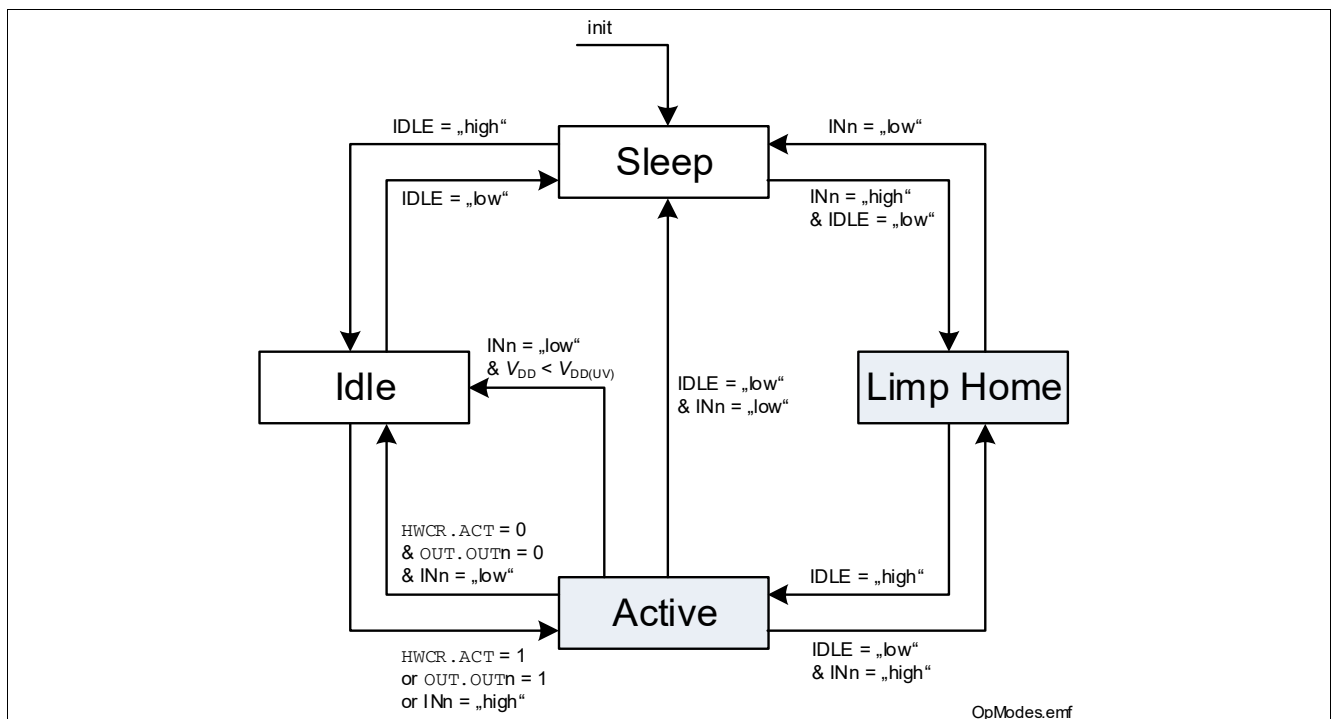 init
IDLE = „high“
INn = „low“
Sleep
IDLE = „low“
INn = „high“
& IDLE = „low“
INn = „low“
& VDD < VDD(UV)
Idle
IDLE = „low“
& INn = „low“
Limp Home
HWCR.ACT = 0
& OUT.OUTn = 0
& INn = „low“
IDLE = „high“
Active
HWCR.ACT = 1
or OUT.OUTn = 1
or INn = „high“
IDLE = „low“
& INn = „high“
OpModes.emf